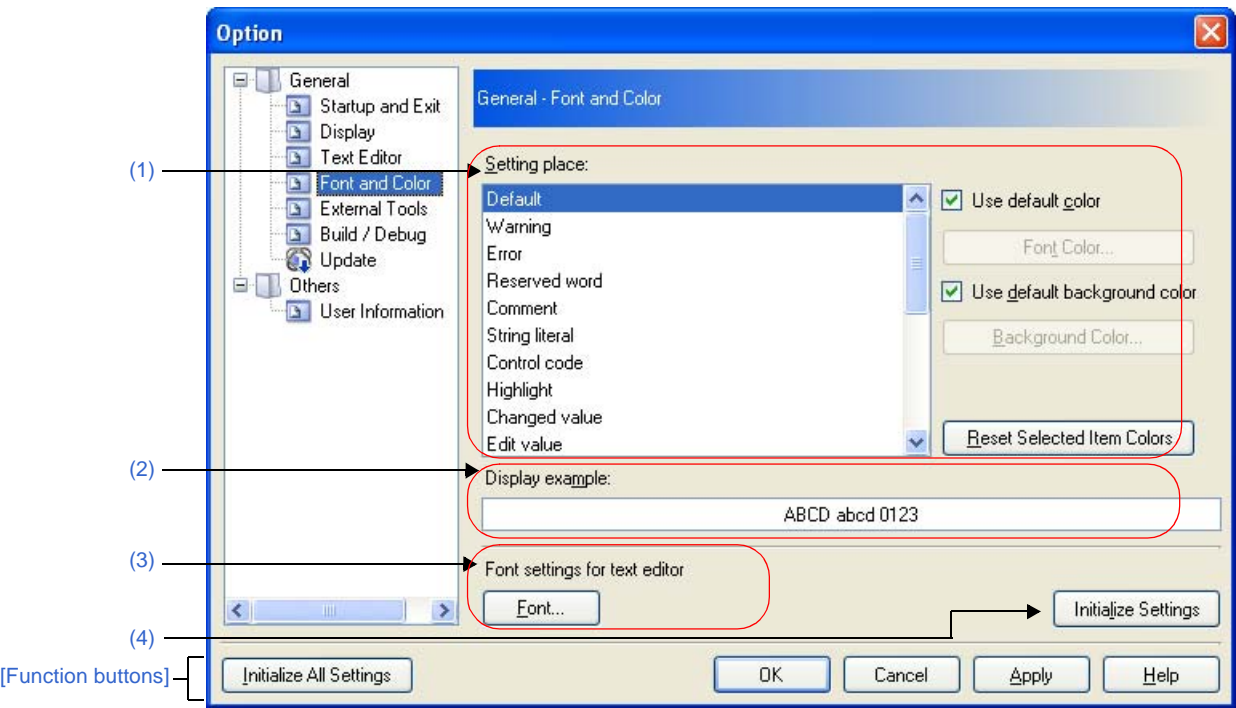 Option
General
Startup and Exit
Display
Text Editor
Font and Color
External Tools
Build / Debug
Update
Others
User Information
General - Font and Color
(1)
Setting place:
Default
Warning
Error
Reserved word
Comment
String literal
Control code
Highlight
Changed value
Edit value
Use default color
Font Color...
Use default background color
Background Color...
Reset Selected Item Colors
(2)
Display example:
ABCD abcd 0123
(3)
Font settings for text editor
Font...
(4)
Initialize Settings
[Function buttons]
Initialize All Settings
OK
Cancel
Apply
Help